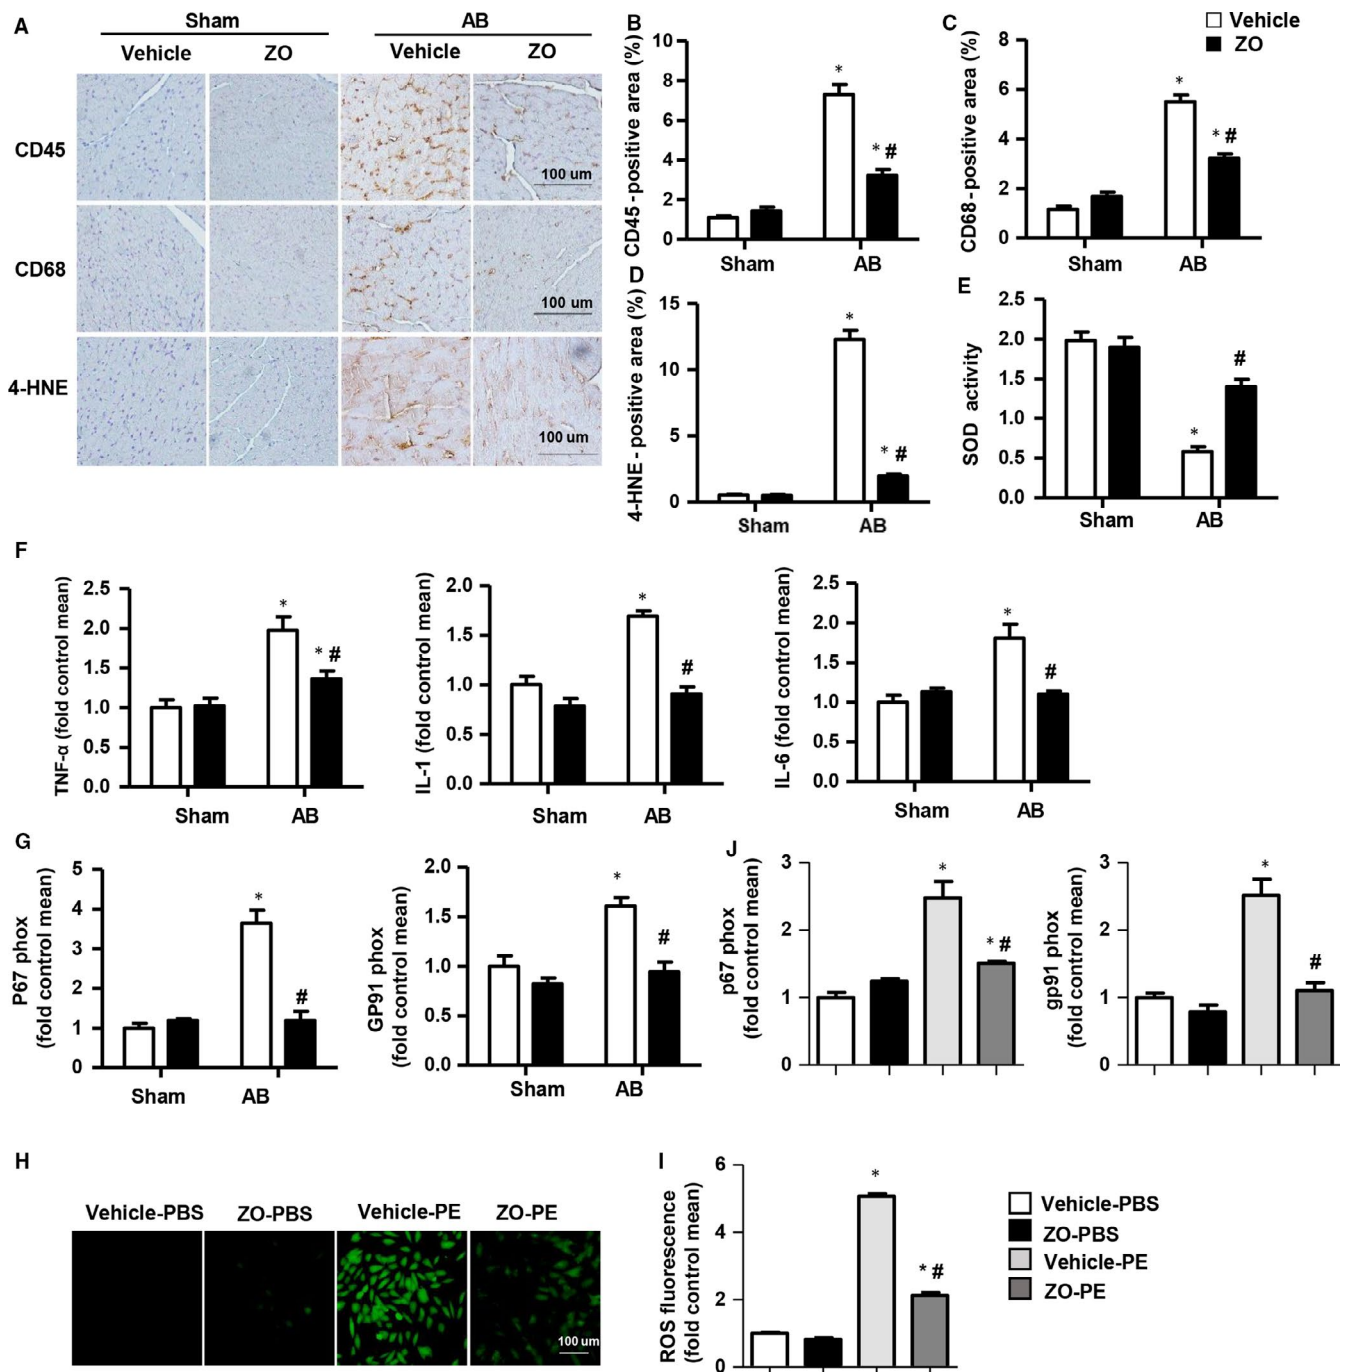 A
Sham
AB
Vehicle
ZO
Vehicle
ZO
CD45
100 um
CD68
100 um
4-HNE
100 um
B
CD45 - positive area (%)
10
8
6
4
2
0
*
* #
Sham
AB
C
Vehicle
ZO
CD68 - positive area (%)
8
6
4
2
0
*
* #
Sham
AB
D
4-HNE - positive area (%)
15
10
5
0
*
* #
Sham
AB
E
SOD activity
2.5
2.0
1.5
1.0
0.5
0.0
*
#
Sham
AB
F
TNF-α (fold control mean)
2.5
2.0
1.5
1.0
0.5
0.0
*
* #
Sham
AB
IL-1 (fold control mean)
2.0
1.5
1.0
0.5
0.0
*
#
Sham
AB
IL-6 (fold control mean)
2.5
2.0
1.5
1.0
0.5
0.0
*
#
Sham
AB
G
P67 phox
(fold control mean)
5
4
3
2
1
0
*
#
Sham
AB
GP91 phox
(fold control mean)
2.0
1.5
1.0
0.5
0.0
*
#
Sham
AB
J
p67 phox
(fold control mean)
3
2
1
0
*
* #
gp91 phox
(fold control mean)
3
2
1
0
*
#
H
Vehicle-PBS
ZO-PBS
Vehicle-PE
ZO-PE
100 um
I
ROS fluorescence
(fold control mean)
6
4
2
0
*
* #
Vehicle-PBS
ZO-PBS
Vehicle-PE
ZO-PE